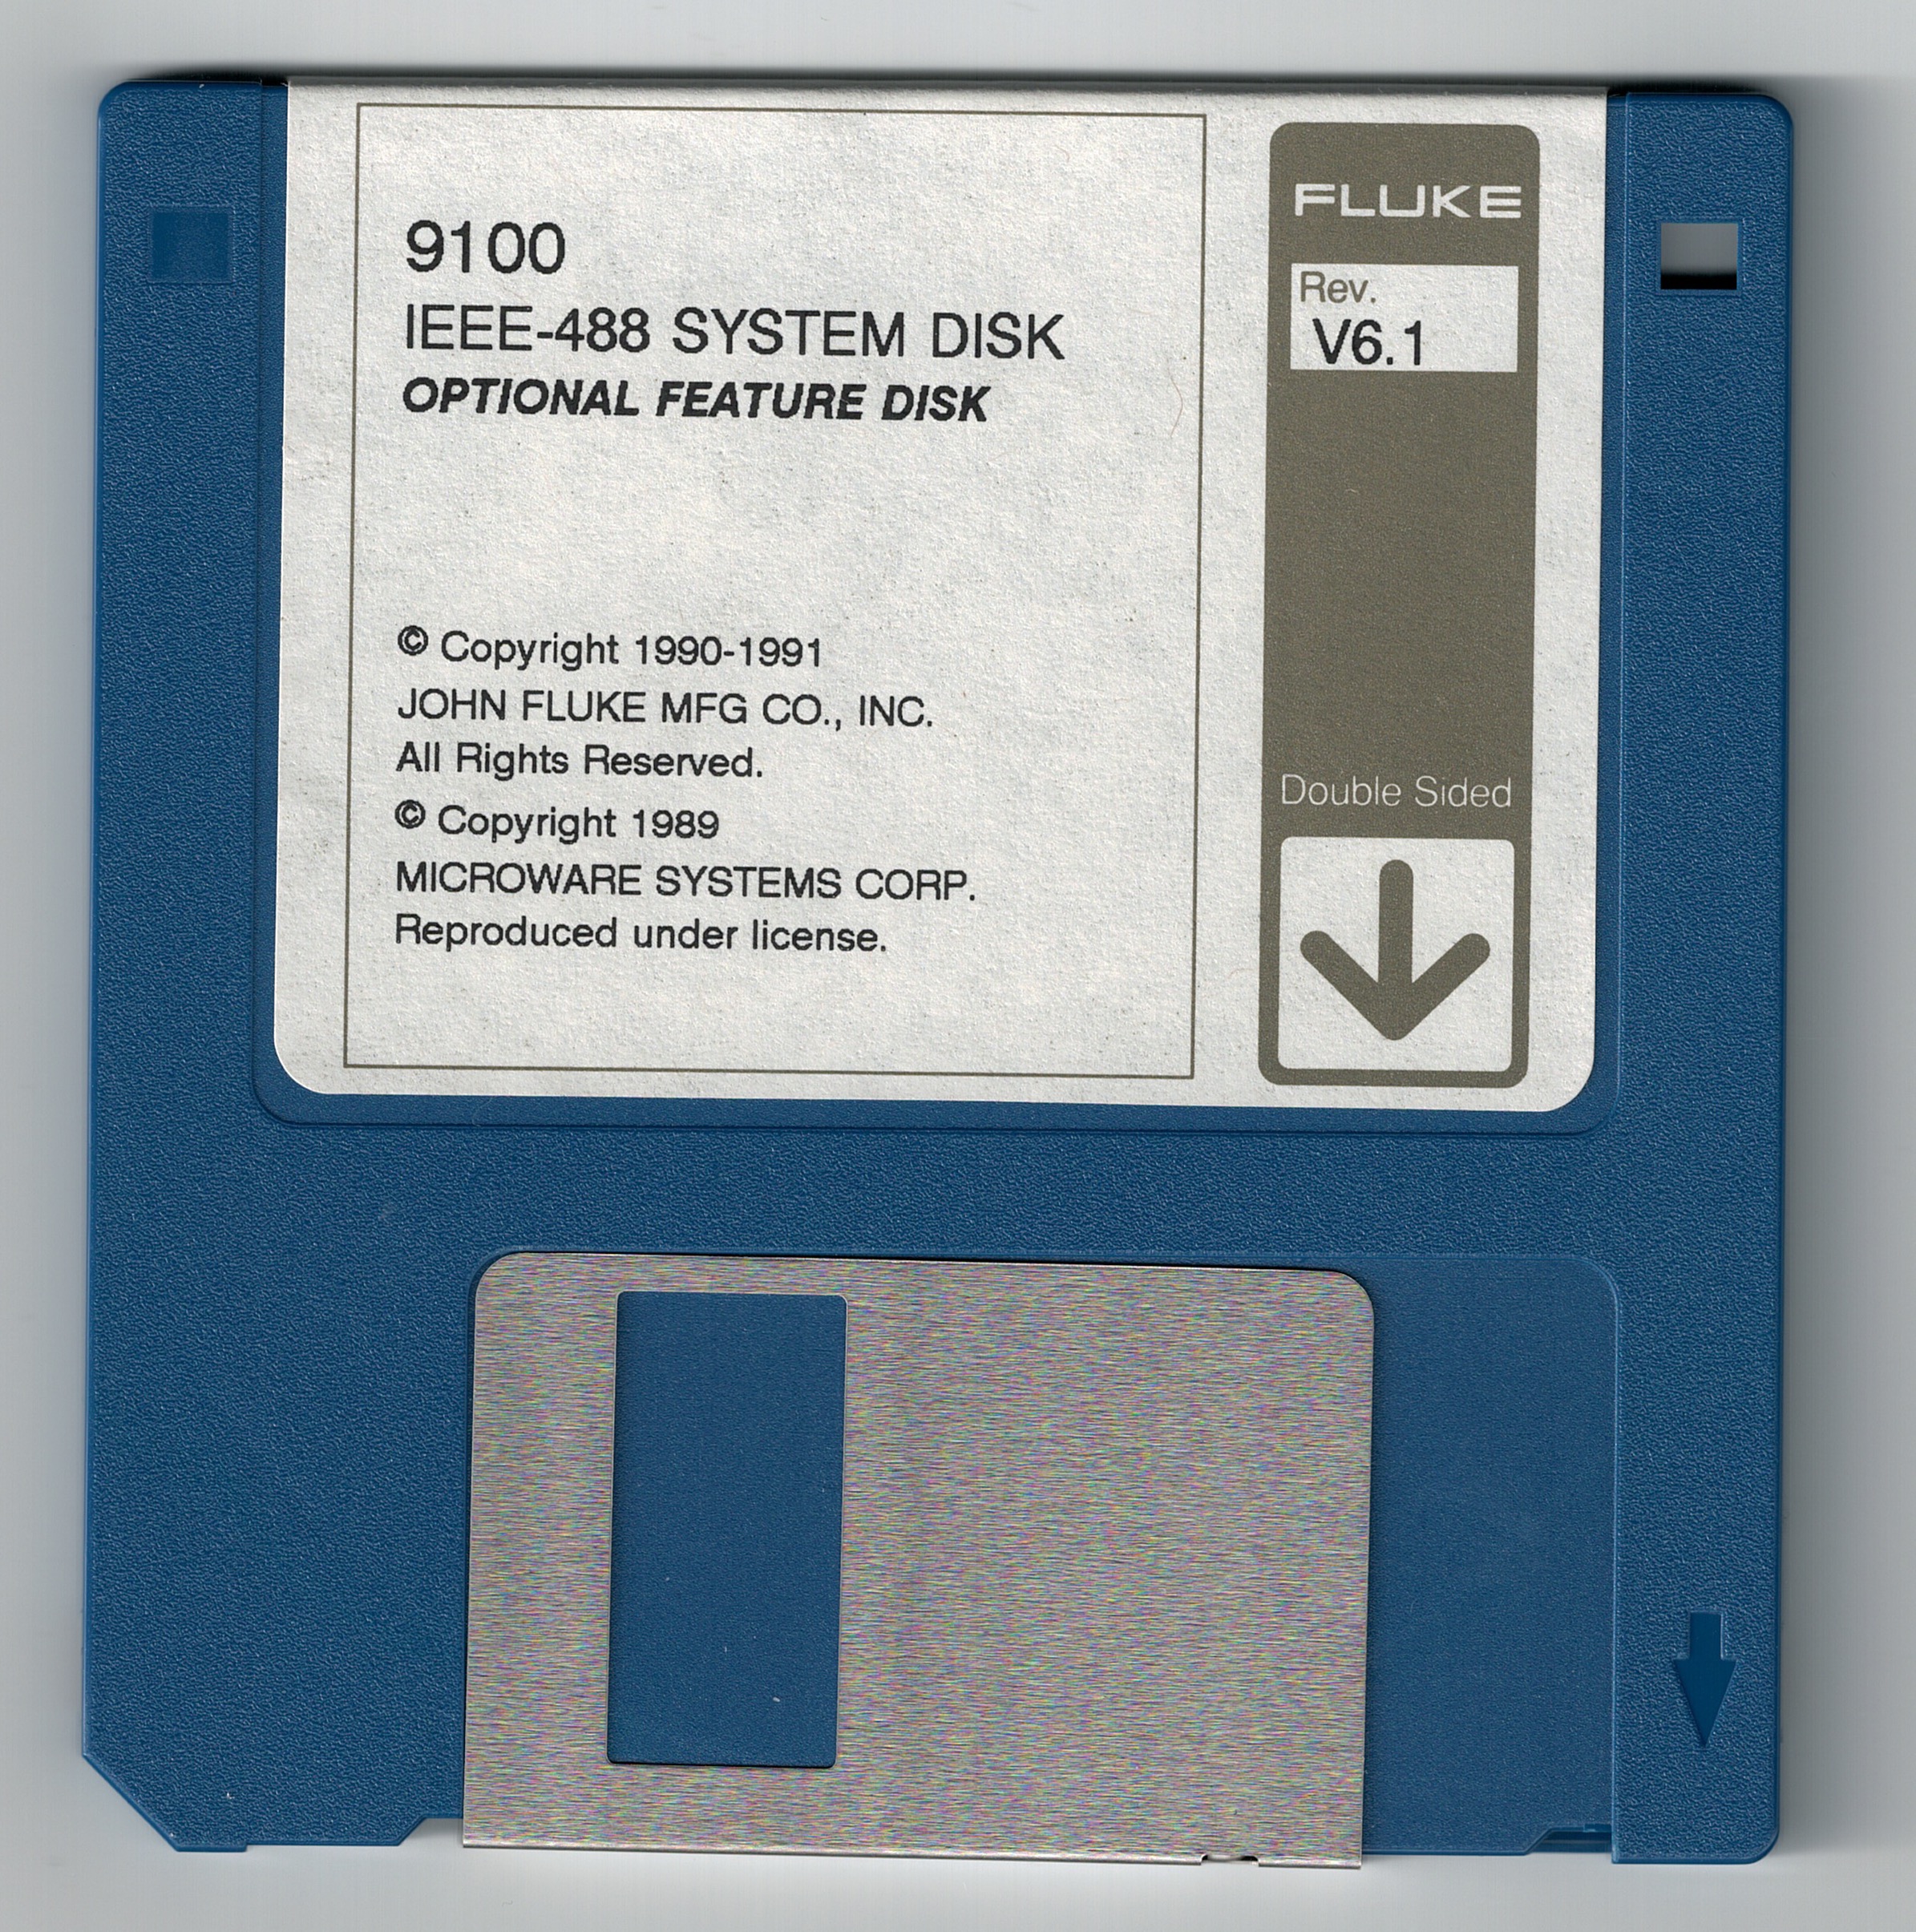 9100
IEEE-488 SYSTEM DISK
OPTIONAL FEATURE DISK
© Copyright 1990-1991
JOHN FLUKE MFG CO., INC.
All Rights Reserved.
© Copyright 1989
MICROWARE SYSTEMS CORP.
Reproduced under license.
FLUKE
Rev.
V6.1
Double Sided